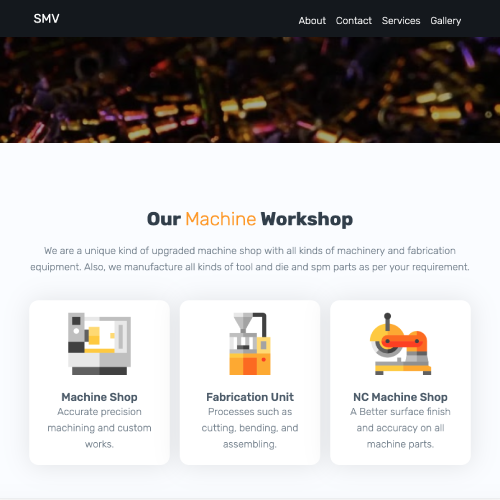 SMV
About Contact Services Gallery
Our Machine Workshop
We are a unique kind of upgraded machine shop with all kinds of machinery and fabrication
equipment. Also, we manufacture all kinds of tool and die and spm parts as per your requirement.
Machine Shop
Accurate precision
machining and custom
works.
Fabrication Unit
Processes such as
cutting, bending, and
assembling.
NC Machine Shop
A Better surface finish
and accuracy on all
machine parts.